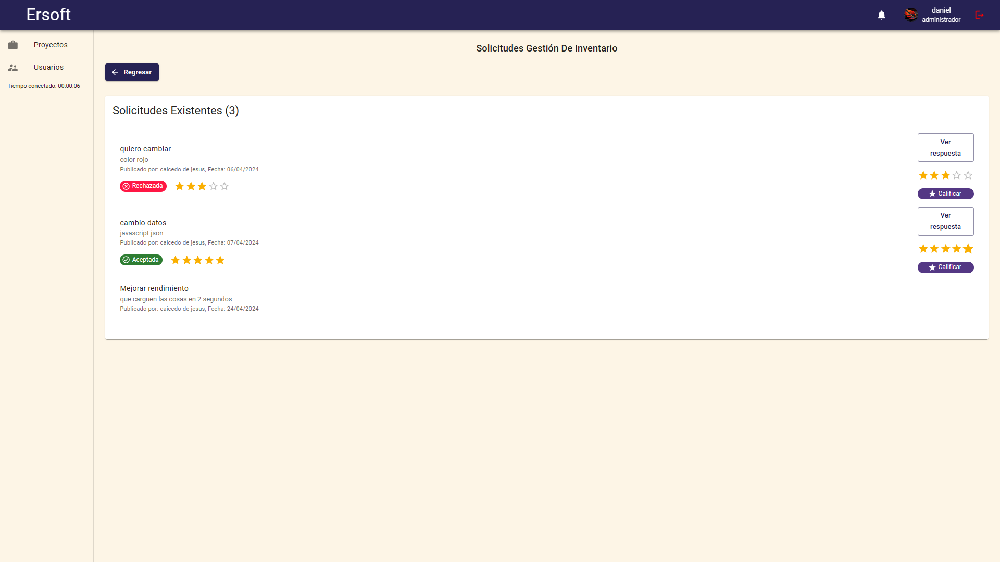 Ersoft
daniel
administrador
Proyectos
Usuarios
Tiempo conectado: 00:00:06
Solicitudes Gestión De Inventario
Regresar
Solicitudes Existentes (3)
quiero cambiar
color rojo
Publicado por: caicedo de jesus, Fecha: 06/04/2024
Rechazada
Ver
respuesta
Calificar
cambio datos
javascript json
Publicado por: caicedo de jesus, Fecha: 07/04/2024
Aceptada
Ver
respuesta
Calificar
Mejorar rendimiento
que carguen las cosas en 2 segundos
Publicado por: caicedo de jesus, Fecha: 24/04/2024